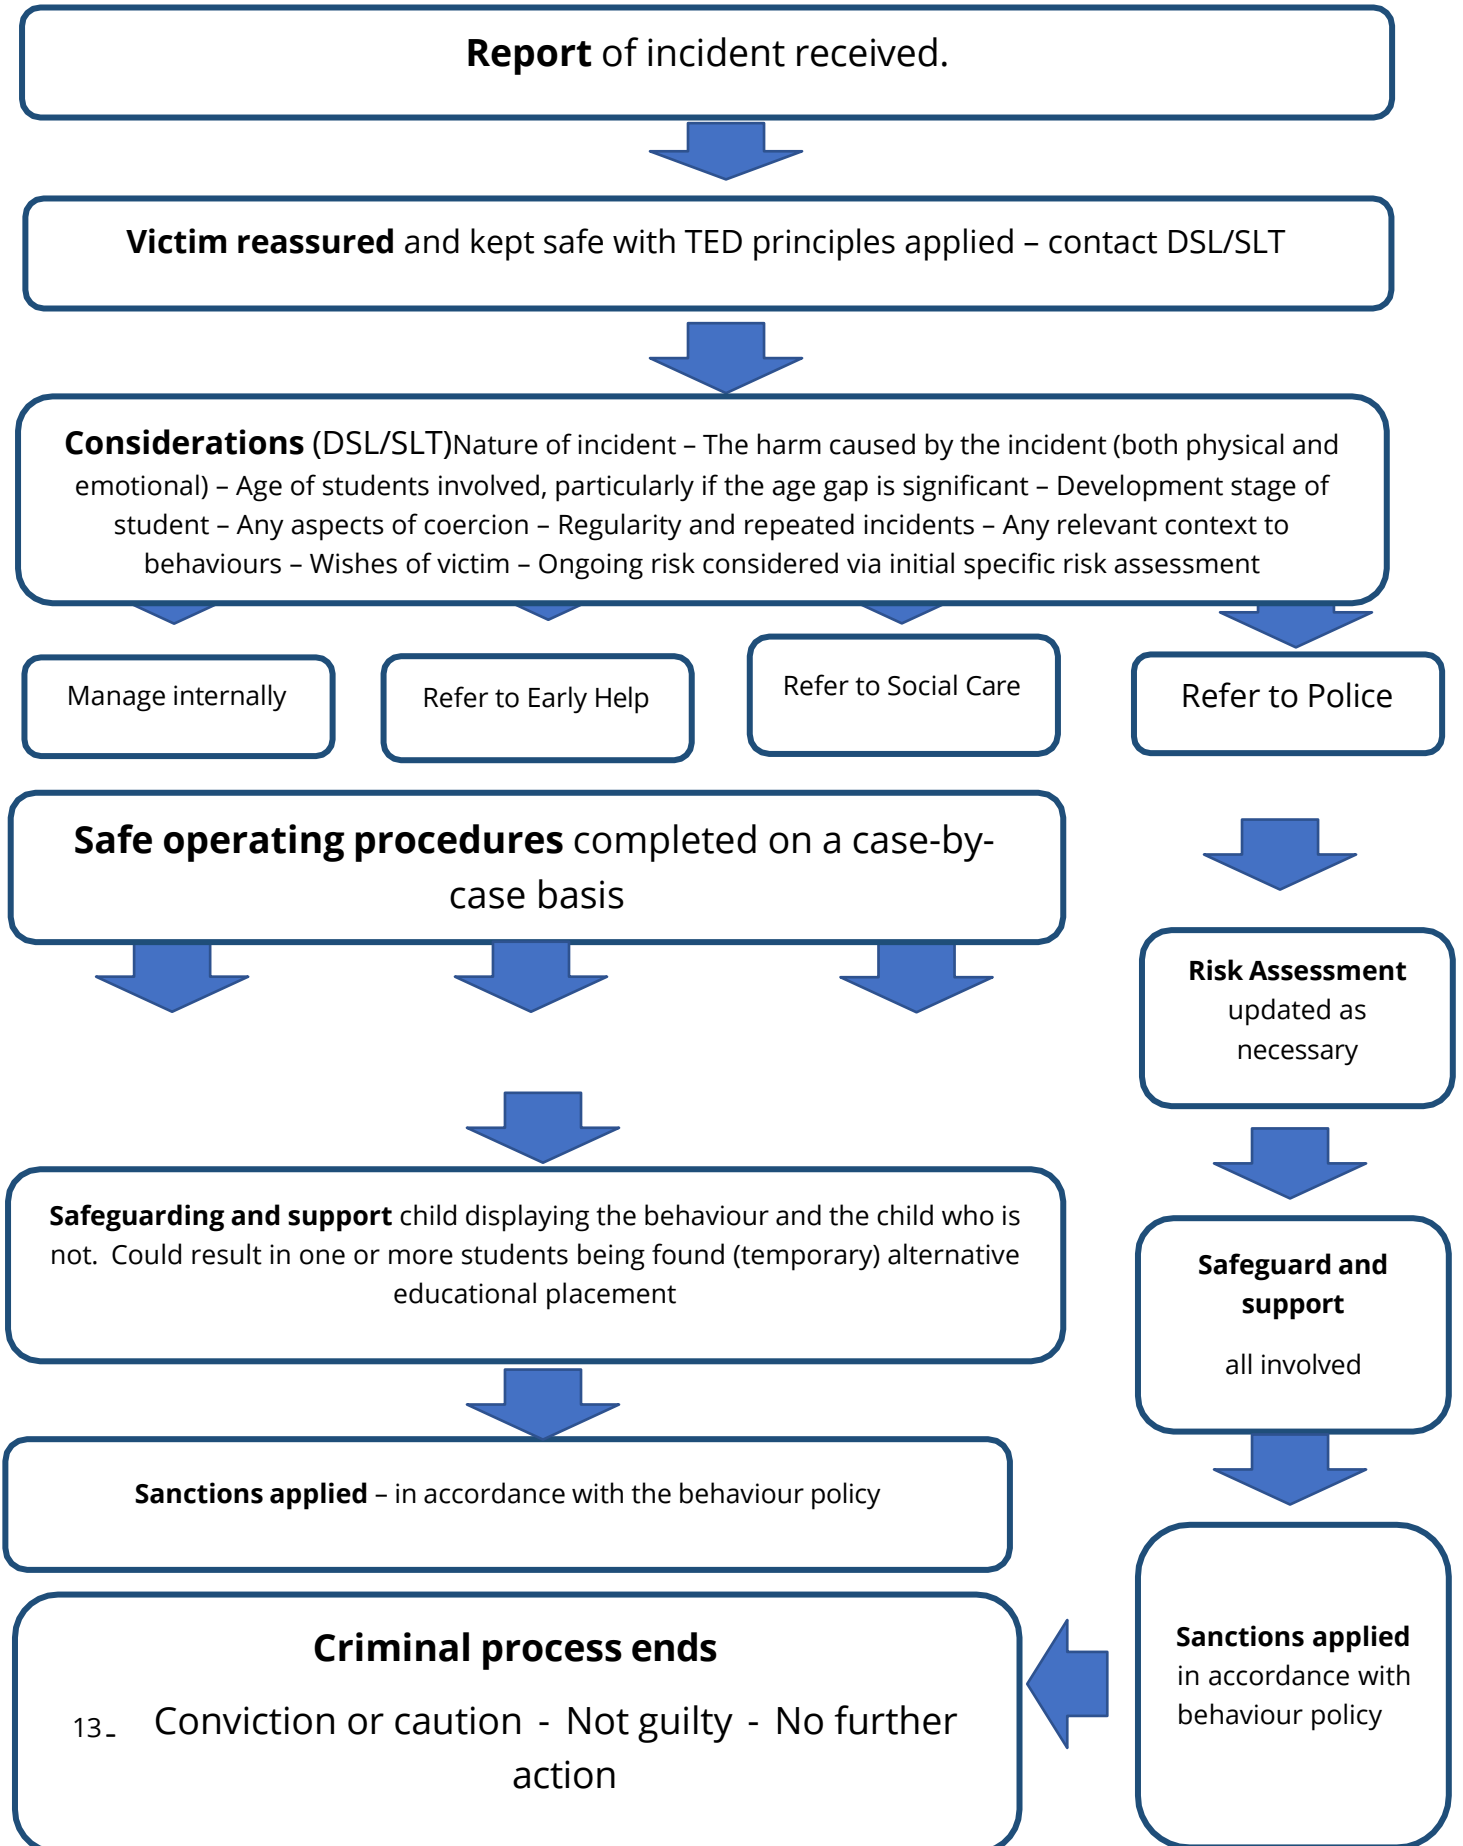 Report of incident received.
Victim reassured and kept safe with TED principles applied – contact DSL/SLT
Considerations (DSL/SLT)Nature of incident – The harm caused by the incident (both physical and
emotional) – Age of students involved, particularly if the age gap is significant – Development stage of
student – Any aspects of coercion – Regularity and repeated incidents – Any relevant context to
behaviours – Wishes of victim – Ongoing risk considered via initial specific risk assessment
Manage internally
Refer to Early Help
Refer to Social Care
Refer to Police
Safe operating procedures completed on a case-by-
case basis
Risk Assessment
updated as
necessary
Safeguarding and support child displaying the behaviour and the child who is
not.  Could result in one or more students being found (temporary) alternative
educational placement
Safeguard and
support
all involved
Sanctions applied – in accordance with the behaviour policy
Sanctions applied
in accordance with
behaviour policy
Criminal process ends
13 -   Conviction or caution  -  Not guilty  -  No further
action